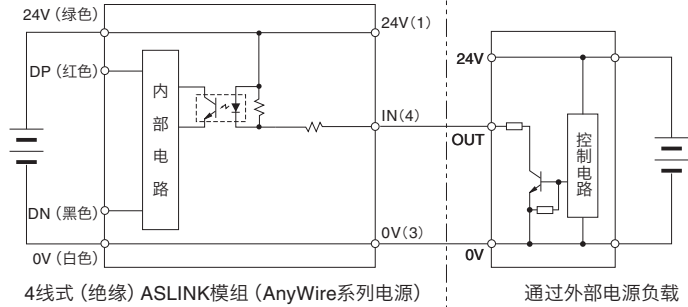 24V (绿色)
24V(1)
24V
DP (红色)
内部电路
IN(4)
OUT
控制电路
DN (黑色)
0V(3)
0V (白色)
0V
4线式 (绝缘) ASLINK模组 (AnyWire系列电源)
通过外部电源负载